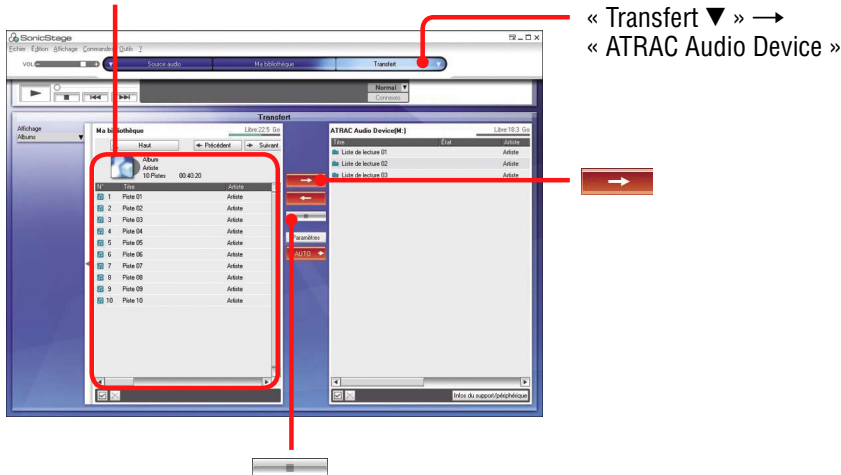 « Transfert ▼ » →
« ATRAC Audio Device »
SonicStage
Fichier Édition Affichage Commandes Outils ?
VOL
Source audio
Ma bibliothèque
Transfert
Normal ▼
Connexes
Transfert
Affichage
Albums ▼
Ma bibliothèque Libre:22.5 Go
Haut
Précédent
Suivant
Album
Artiste
10 Pistes 00:40:20
N° Titre Artiste
1 Piste 01 Artiste
2 Piste 02 Artiste
3 Piste 03 Artiste
4 Piste 04 Artiste
5 Piste 05 Artiste
6 Piste 06 Artiste
7 Piste 07 Artiste
8 Piste 08 Artiste
9 Piste 09 Artiste
10 Piste 10 Artiste
Paramètres
AUTO
ATRAC Audio Device(M:) Libre:18.3 Go
Titre État Artiste
Liste de lecture 01 Artiste
Liste de lecture 02 Artiste
Liste de lecture 03 Artiste
Infos du support/périphérique